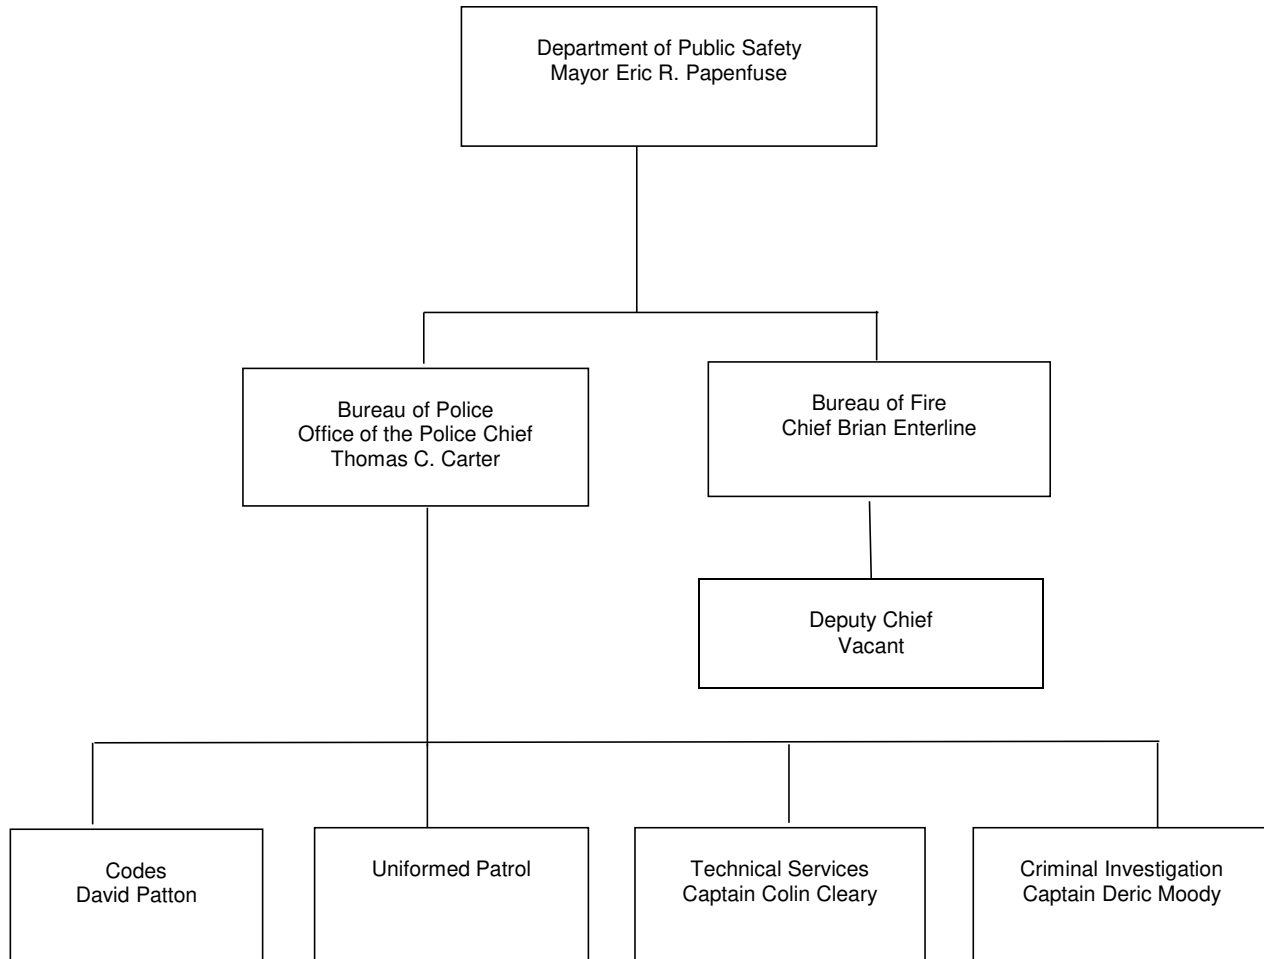 Department of Public Safety
Mayor Eric R. Papenfuse
Bureau of Police
Office of the Police Chief
Thomas C. Carter
Bureau of Fire
Chief Brian Enterline
Deputy Chief
Vacant
Codes
David Patton
Uniformed Patrol
Technical Services
Captain Colin Cleary
Criminal Investigation
Captain Deric Moody